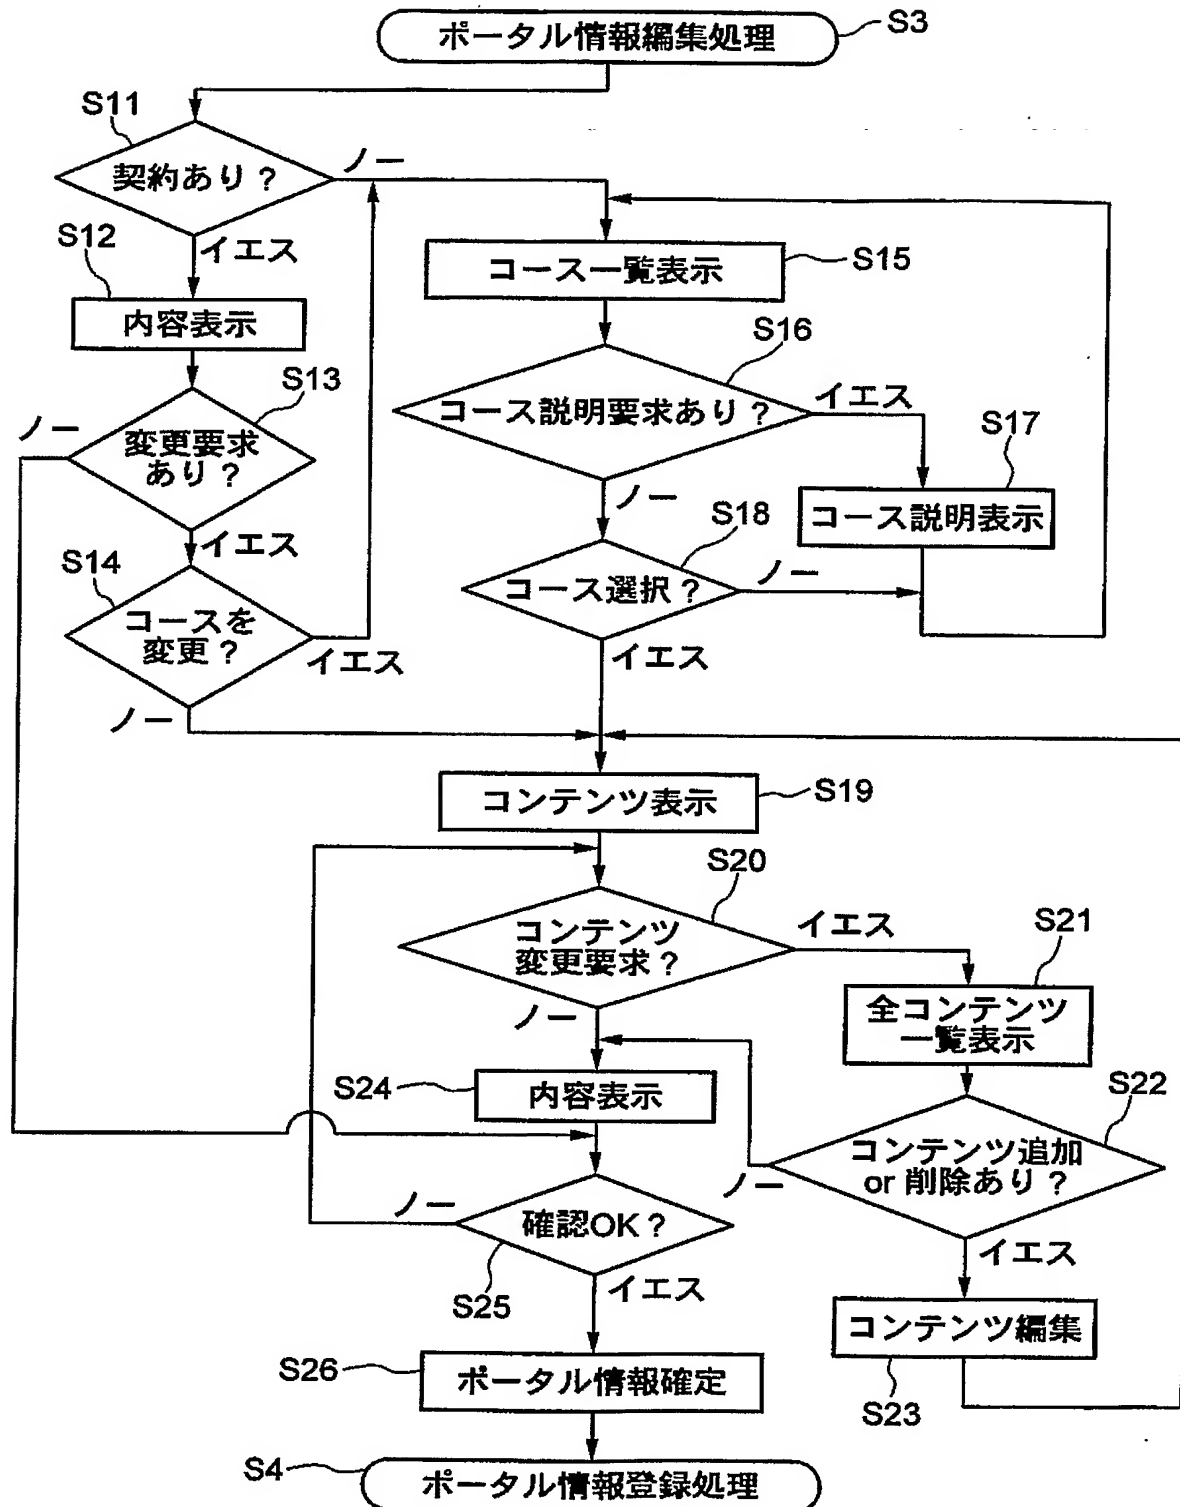 ポータル情報編集処理
S3
S11
契約あり？
ノー
S12
イエス
内容表示
コース一覧表示
S15
S13
S16
ノー
変更要求
あり？
コース説明要求あり？
イエス
S17
イエス
ノー
コース説明表示
S14
S18
コースを
変更？
コース選択？
ノー
イエス
イエス
ノー
コンテンツ表示
S19
S20
コンテンツ
変更要求？
イエス
S21
全コンテンツ
一覧表示
ノー
S24
内容表示
S22
コンテンツ追加
or 削除あり？
ノー
ノー
確認OK？
イエス
S25
イエス
コンテンツ編集
S23
S26
ポータル情報確定
S4
ポータル情報登録処理